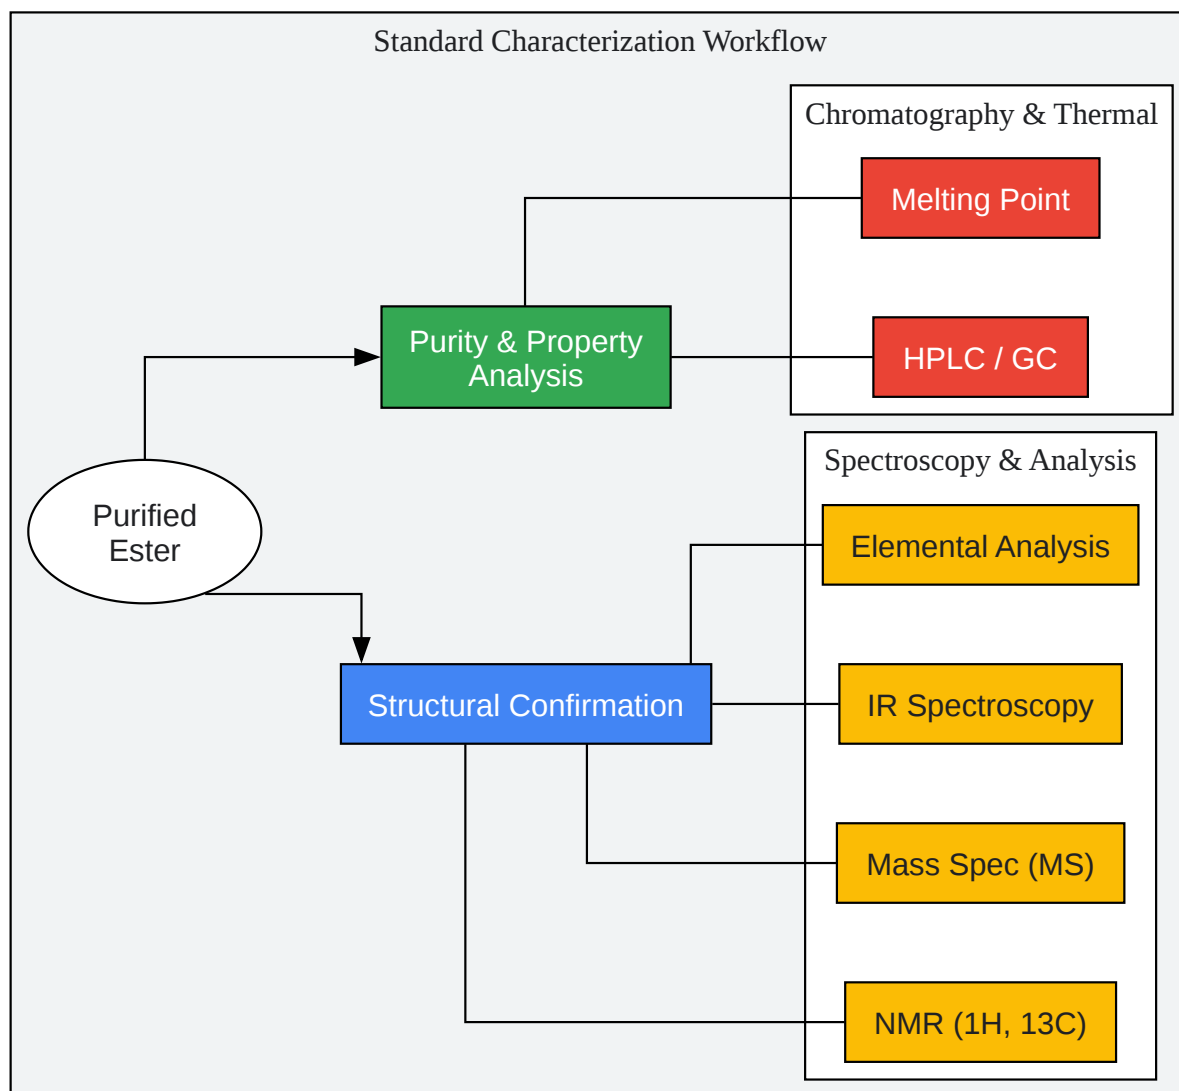 Standard Characterization Workflow
Chromatography & Thermal
Melting Point
Purity & Property
Analysis
HPLC / GC
Spectroscopy & Analysis
Purified
Ester
Elemental Analysis
Structural Confirmation
IR Spectroscopy
Mass Spec (MS)
NMR (1H, 13C)